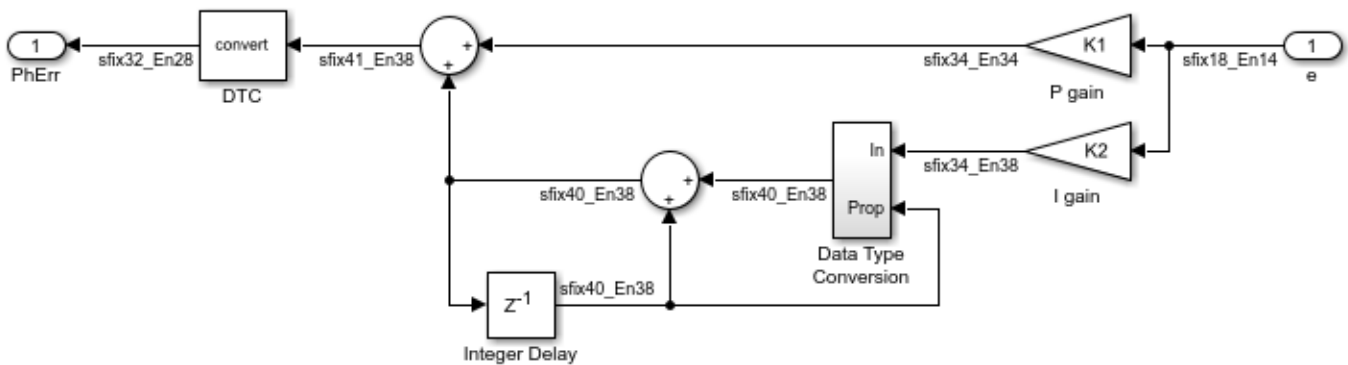 convert
+
+
K1
1
1
sfix32_En28
sfix41_En38
sfix34_En34
sfix18_En14
PhErr
DTC
P gain
e
In
K2
+
+
sfix40_En38
sfix40_En38
sfix34_En38
Prop
I gain
Data Type
Conversion
sfix40_En38
Z-1
Integer Delay